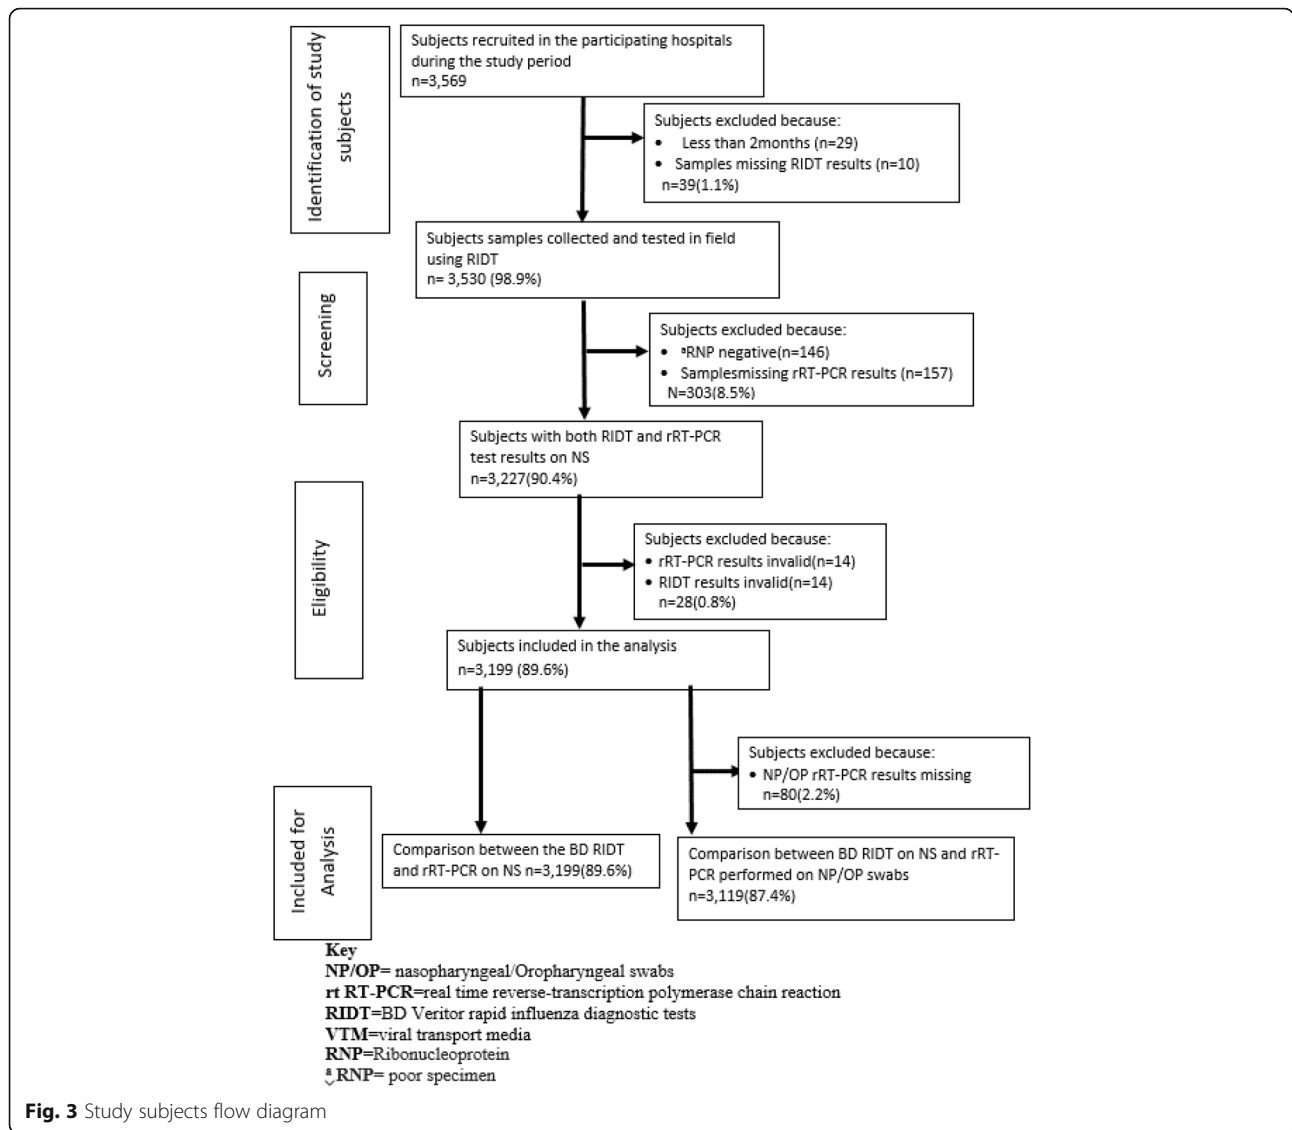 Identification of study
subjects
Subjects recruited in the participating hospitals
during the study period
n=3,569
Subjects excluded because:
• Less than 2months (n=29)
• Samples missing RIDT results (n=10)
n=39(1.1%)
Subjects samples collected and tested in field
using RIDT
n= 3,530 (98.9%)
Screening
Subjects excluded because:
• ªRNP negative(n=146)
• Samplesmissing rRT-PCR results (n=157)
N=303(8.5%)
Subjects with both RIDT and rRT-PCR
test results on NS
n=3,227(90.4%)
Eligibility
Subjects excluded because:
• rRT-PCR results invalid(n=14)
• RIDT results invalid(n=14)
n=28(0.8%)
Subjects included in the analysis
n=3,199 (89.6%)
Subjects excluded because:
• NP/OP rRT-PCR results missing
n=80(2.2%)
Included for
Analysis
Comparison between the BD RIDT
and rRT-PCR on NS n=3,199(89.6%)
Comparison between BD RIDT on NS and rRT-
PCR performed on NP/OP swabs
n=3,119(87.4%)
Key
NP/OP= nasopharyngeal/Oropharyngeal swabs
rt RT-PCR=real time reverse-transcription polymerase chain reaction
RIDT=BD Veritor rapid influenza diagnostic tests
VTM=viral transport media
RNP=Ribonucleoprotein
ª RNP= poor specimen
Fig. 3 Study subjects flow diagram